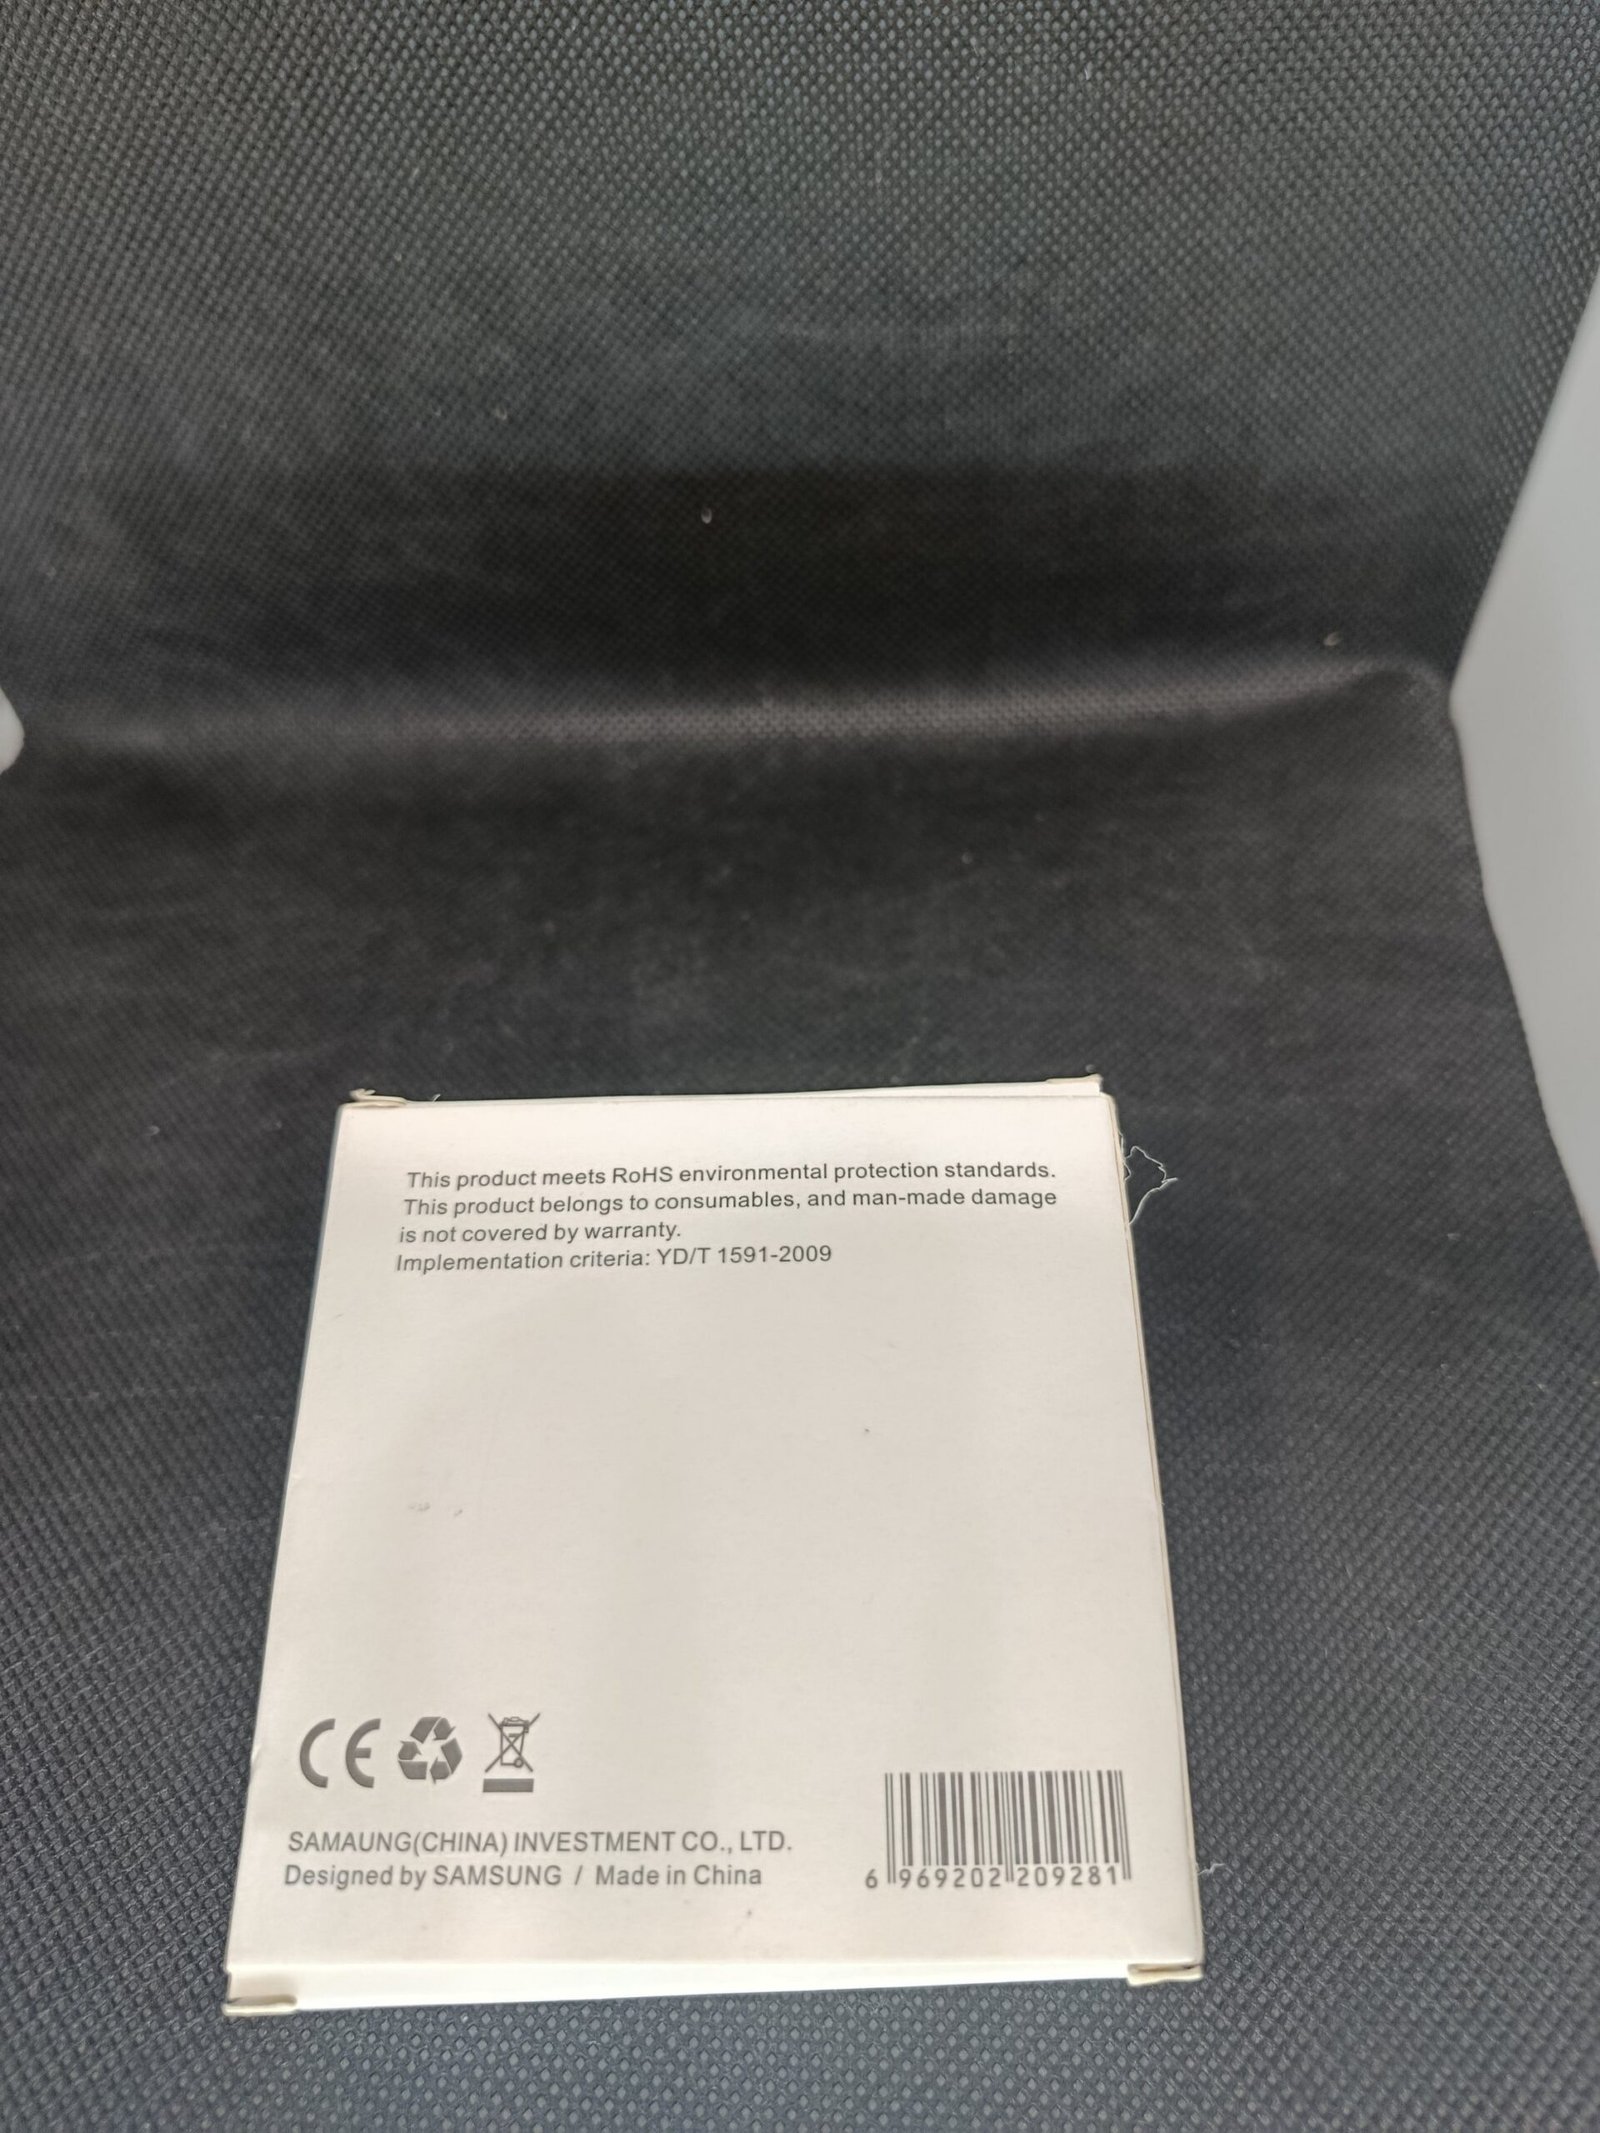 This product meets RoHS environmental protection standards.
This product belongs to consumables, and man-made damage
is not covered by warranty.
Implementation criteria: YD/T 1591-2009
CE
SAMAUNG(CHINA) INVESTMENT CO., LTD.
Designed by SAMSUNG / Made in China
6 969202 209281